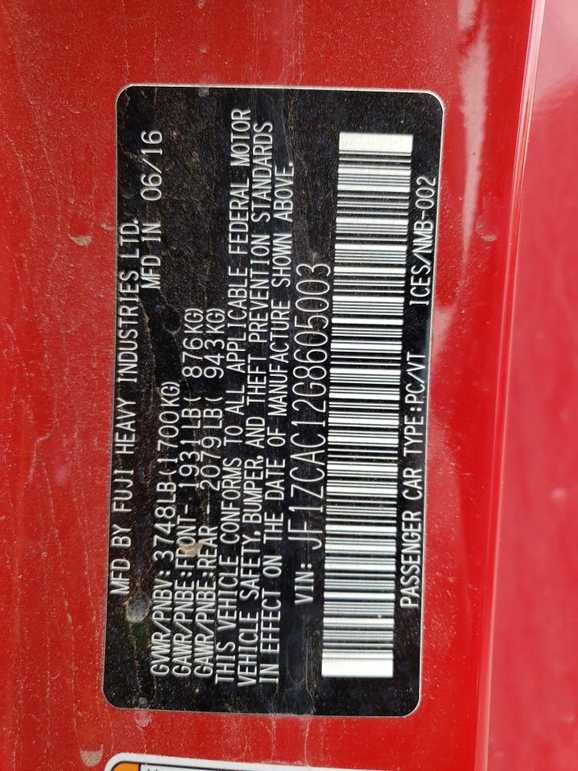 MFD BY FUJI HEAVY INDUSTRIES LTD.
MFD IN 06/16
GVWR/PNBV: 3748LB(1700KG)
GAWR/PNBE:FRONT- 1931LB( 876KG)
GAWR/PNBE:REAR- 2079LB( 943KG)
THIS VEHICLE CONFORMS TO ALL APPLICABLE FEDERAL MOTOR
VEHICLE SAFETY,BUMPER, AND THEFT PREVENTION STANDARDS
IN EFFECT ON THE DATE OF MANUFACTURE SHOWN ABOVE.
VIN: JF1ZCAC12G8605003
PASSENGER CAR TYPE:PC/VT ICES/NMB-002